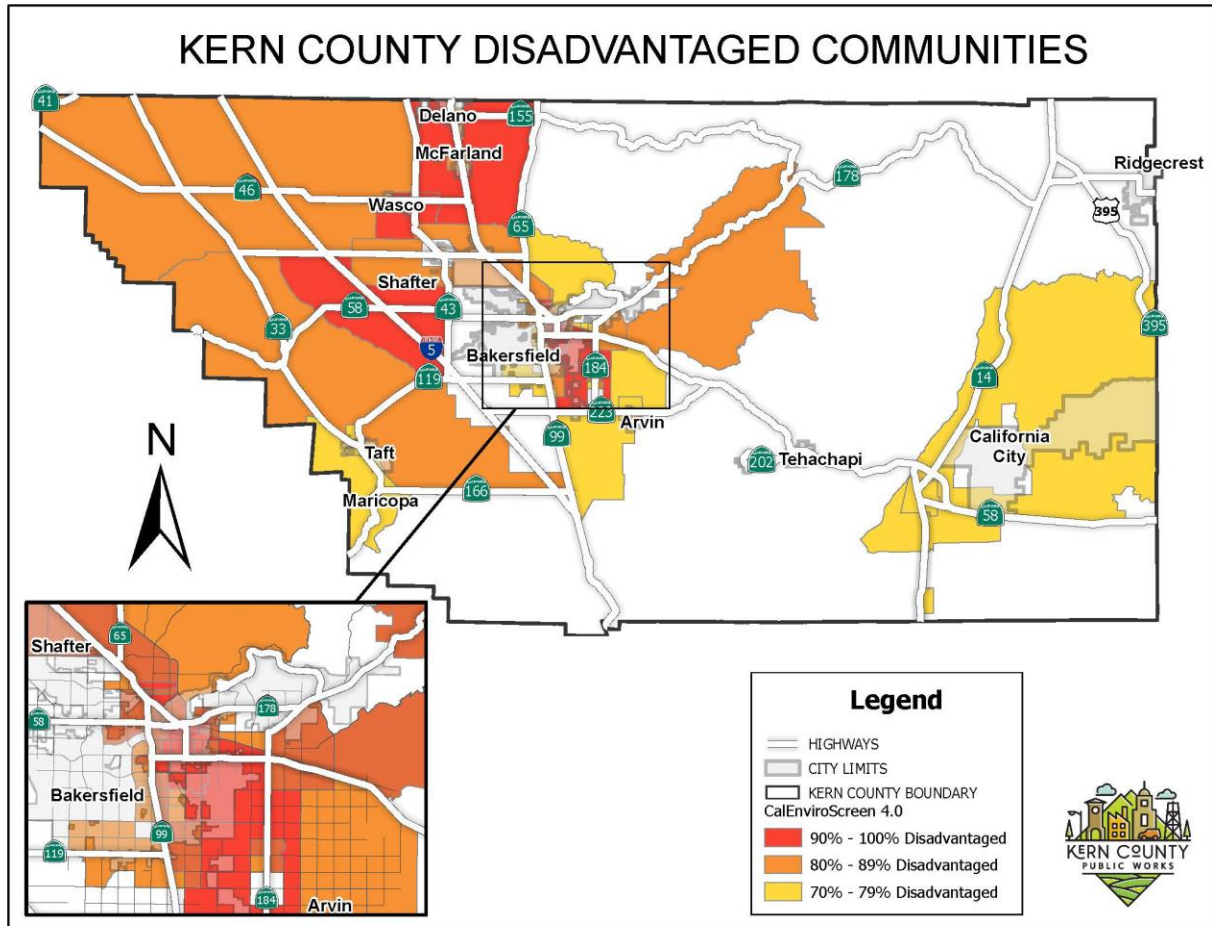 KERN COUNTY DISADVANTAGED COMMUNITIES
41
Delano
155
McFarland
46
Wasco
178
Ridgecrest
395
65
Shafter
58
43
33
5
Bakersfield
184
119
223
Arvin
99
14
395
California
City
Taft
202
Tehachapi
Maricopa
166
58
N
Shafter
65
58
178
Bakersfield
99
119
184
Arvin
Legend
HIGHWAYS
CITY LIMITS
KERN COUNTY BOUNDARY
CalEnviroScreen 4.0
90% - 100% Disadvantaged
80% - 89% Disadvantaged
70% - 79% Disadvantaged
KERN COUNTY
PUBLIC WORKS